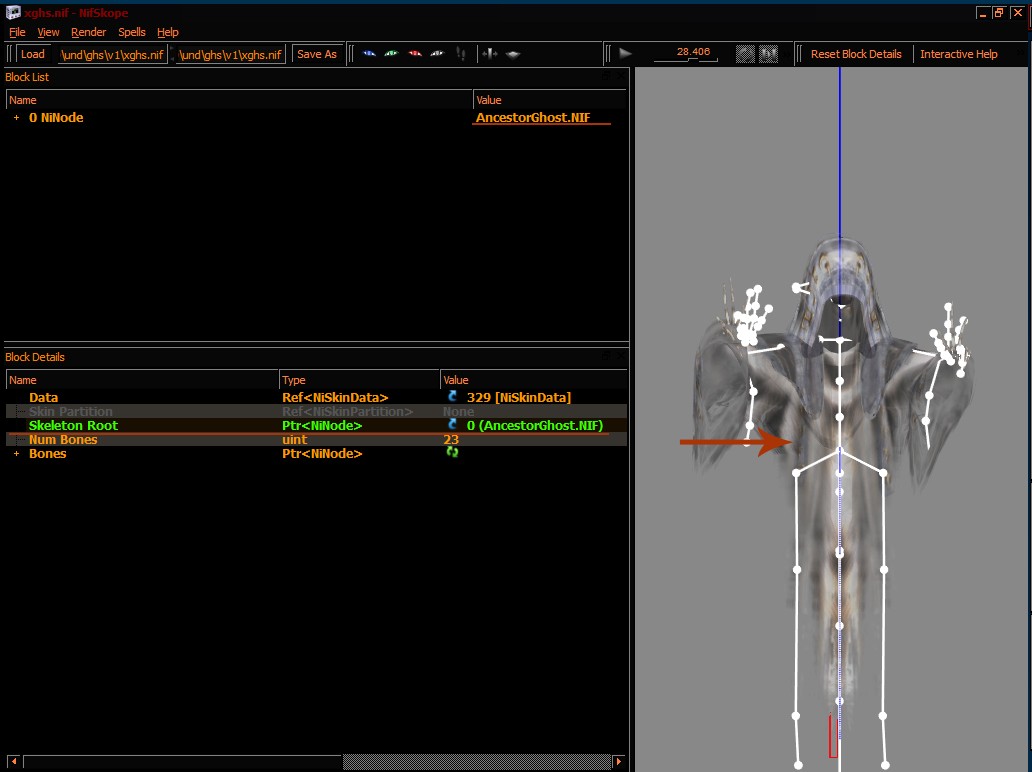 xghs.nif - NifSkope
File View Render Spells Help
Load \und\ghs\v1\xghs.nif \und\ghs\v1\xghs.nif Save As 28.406 Reset Block Details Interactive Help
Block List
Name Value
+ 0 NiNode AncestorGhost.NIF
Block Details
Name Type Value
Data Ref<NiSkinData> 329 [NiSkinData]
Skin Partition Ref<NiSkinPartition> None
Skeleton Root Ptr<NiNode> 0 (AncestorGhost.NIF)
Num Bones uint 23
+ Bones Ptr<NiNode>